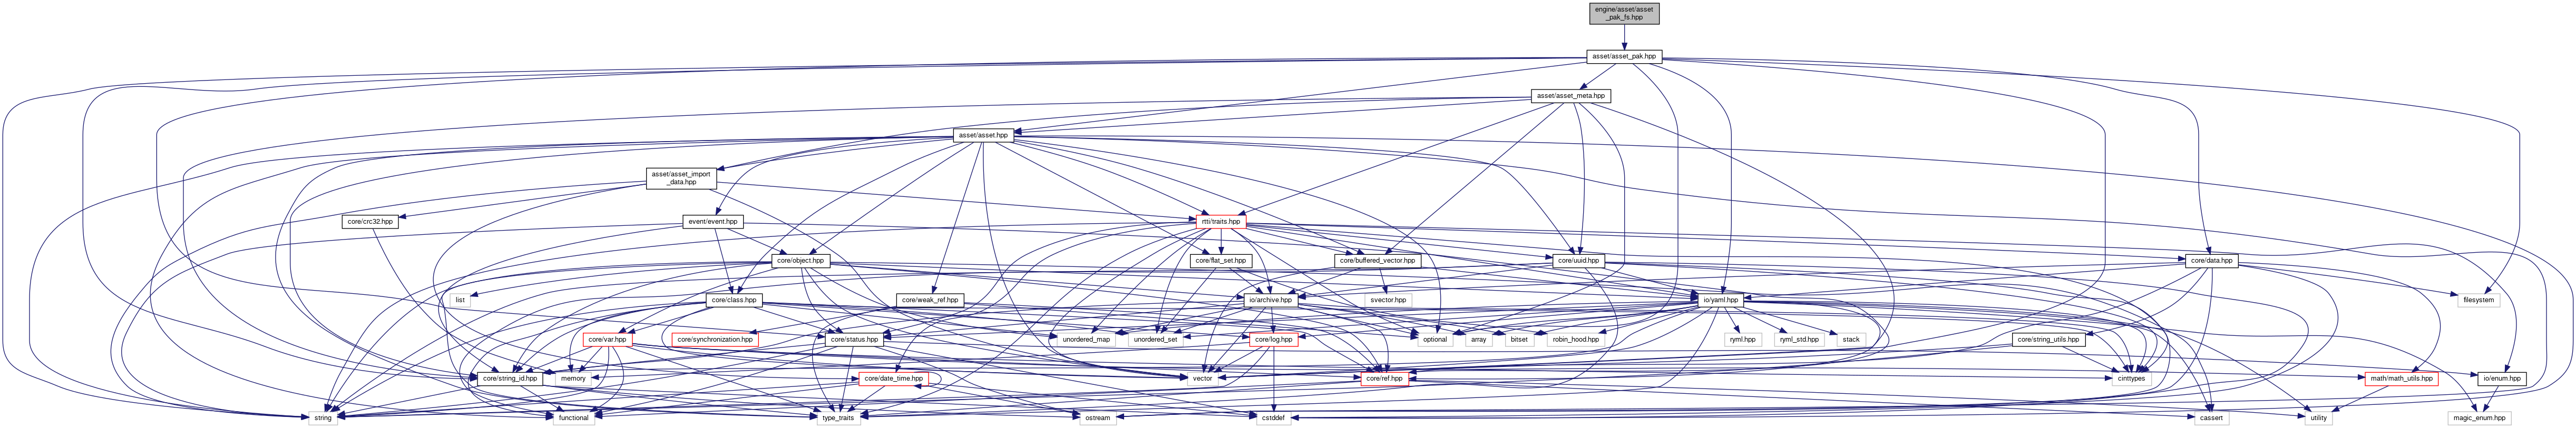 engine/asset/asset
_pak_fs.hpp
asset/asset_pak.hpp
asset/asset_meta.hpp
asset/asset.hpp
asset/asset_import
_data.hpp
core/crc32.hpp
event/event.hpp
rtti/traits.hpp
core/object.hpp
core/flat_set.hpp
core/buffered_vector.hpp
core/uuid.hpp
core/data.hpp
list
core/class.hpp
core/weak_ref.hpp
io/archive.hpp
svector.hpp
io/yaml.hpp
filesystem
core/var.hpp
core/synchronization.hpp
core/status.hpp
unordered_map
unordered_set
core/log.hpp
optional
array
bitset
robin_hood.hpp
ryml.hpp
ryml_std.hpp
stack
core/string_utils.hpp
core/string_id.hpp
memory
core/date_time.hpp
vector
core/ref.hpp
cinttypes
math/math_utils.hpp
io/enum.hpp
string
functional
type_traits
ostream
cstddef
cassert
utility
magic_enum.hpp